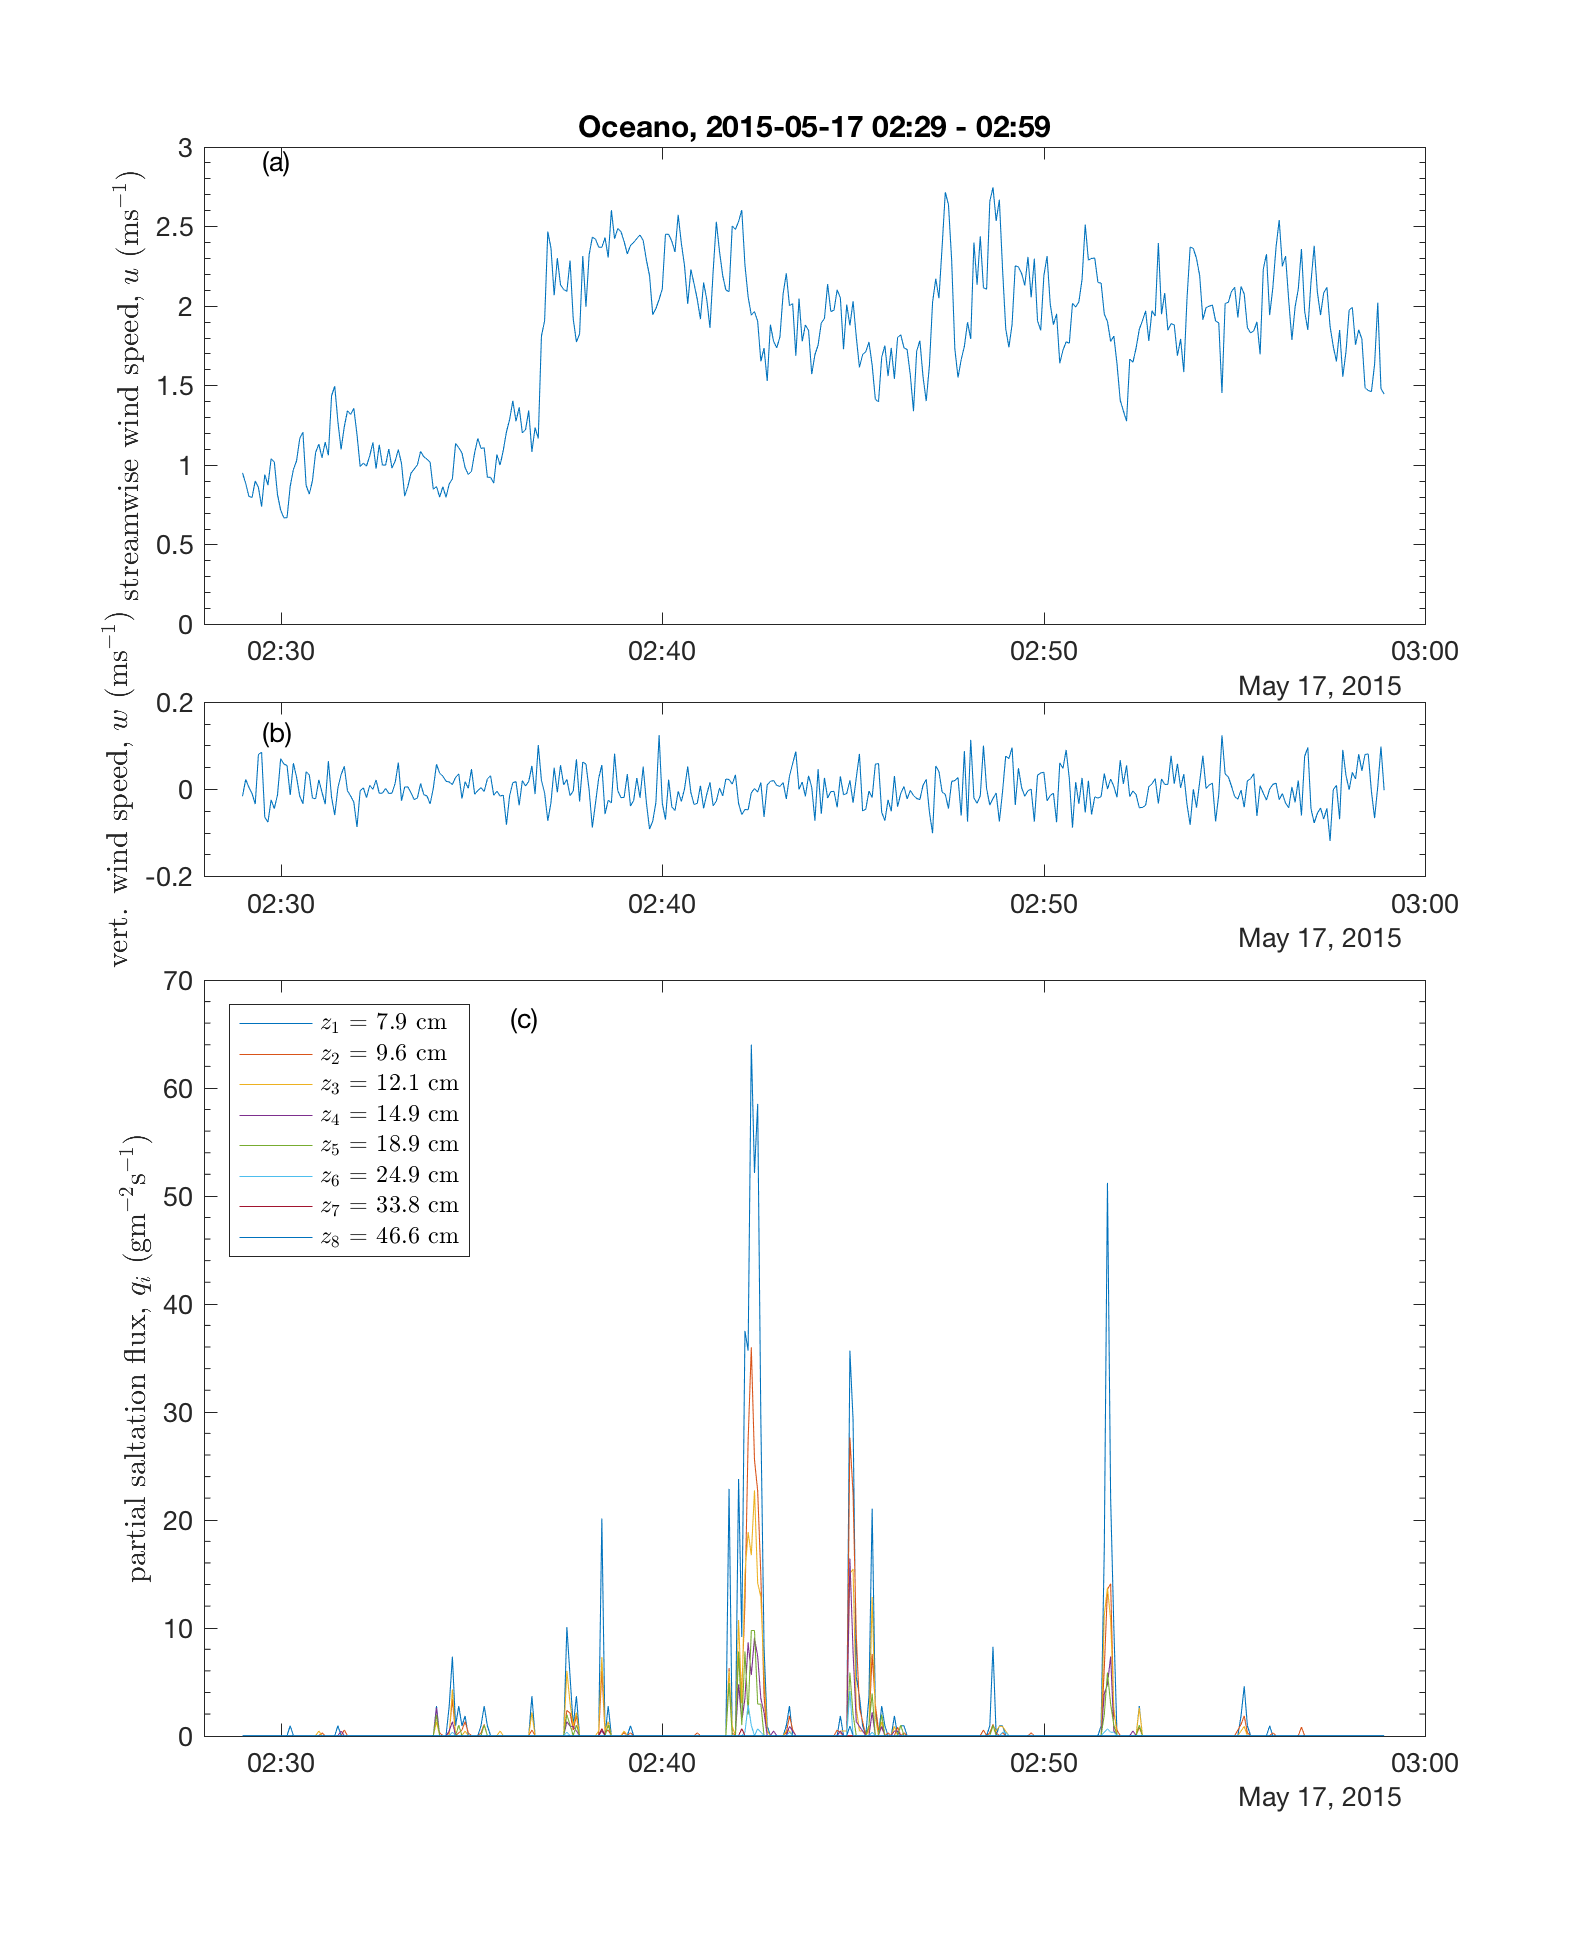 Oceano, 2015-05-17 02:29 - 02:59
(a)
streamwise wind speed, u (ms⁻¹)
3
2.5
2
1.5
1
0.5
0
02:30 02:40 02:50 03:00
May 17, 2015
(b)
vert. wind speed, w (ms⁻¹)
0.2
0
-0.2
02:30 02:40 02:50 03:00
May 17, 2015
(c)
partial saltation flux, qᵢ (gm⁻²s⁻¹)
70
60
50
40
30
20
10
0
z₁ = 7.9 cm
z₂ = 9.6 cm
z₃ = 12.1 cm
z₄ = 14.9 cm
z₅ = 18.9 cm
z₆ = 24.9 cm
z₇ = 33.8 cm
z₈ = 46.6 cm
02:30 02:40 02:50 03:00
May 17, 2015